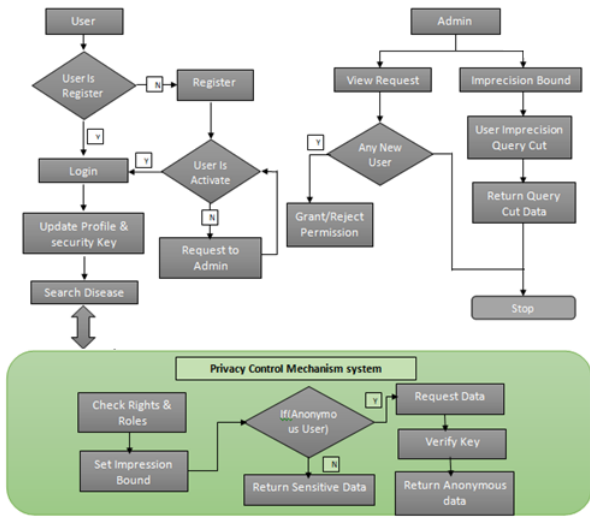 User
User Is
Register
N
Register
Y
Login
Y
User Is
Activate
N
Update Profile &
security Key
Request to
Admin
Search Disease
Admin
View Request
Imprecision Bound
Y
Any New
User
User Imprecision
Query Cut
Grant/Reject
Permission
Return Query
Cut Data
Stop
Privacy Control Mechanism system
Check Rights &
Roles
Set Impression
Bound
If(Anonymo
us User)
Y
N
Return Sensitive Data
Request Data
Verify Key
Return Anonymous
data